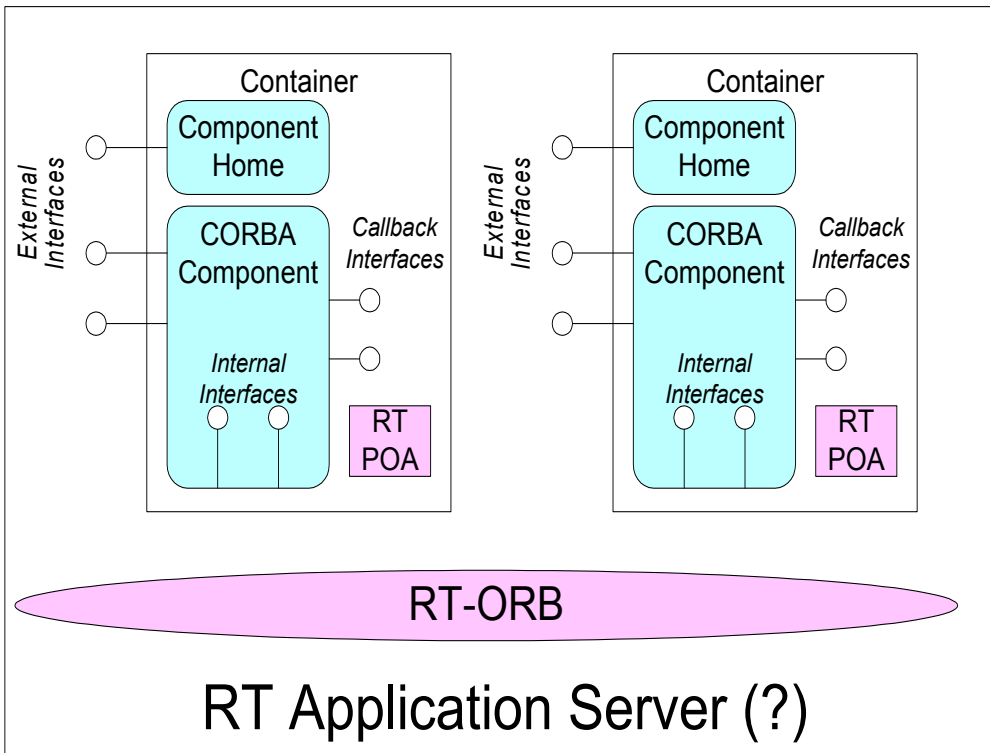 Container
Component
Home
External
Interfaces
CORBA
Component
Callback
Interfaces
Internal
Interfaces
RT
POA
Container
Component
Home
External
Interfaces
CORBA
Component
Callback
Interfaces
Internal
Interfaces
RT
POA
RT-ORB
RT Application Server (?)